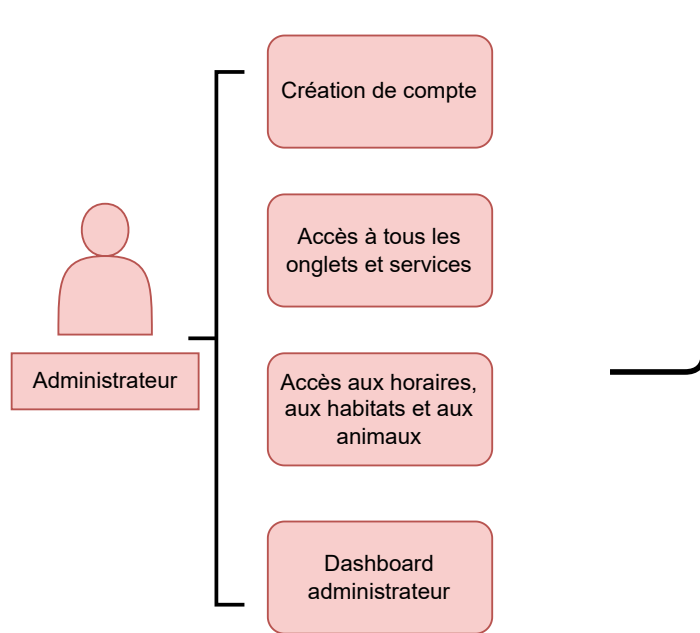 Création de compte
Accès à tous les
onglets et services
Administrateur
Accès aux horaires,
aux habitats et aux
animaux
Dashboard
administrateur